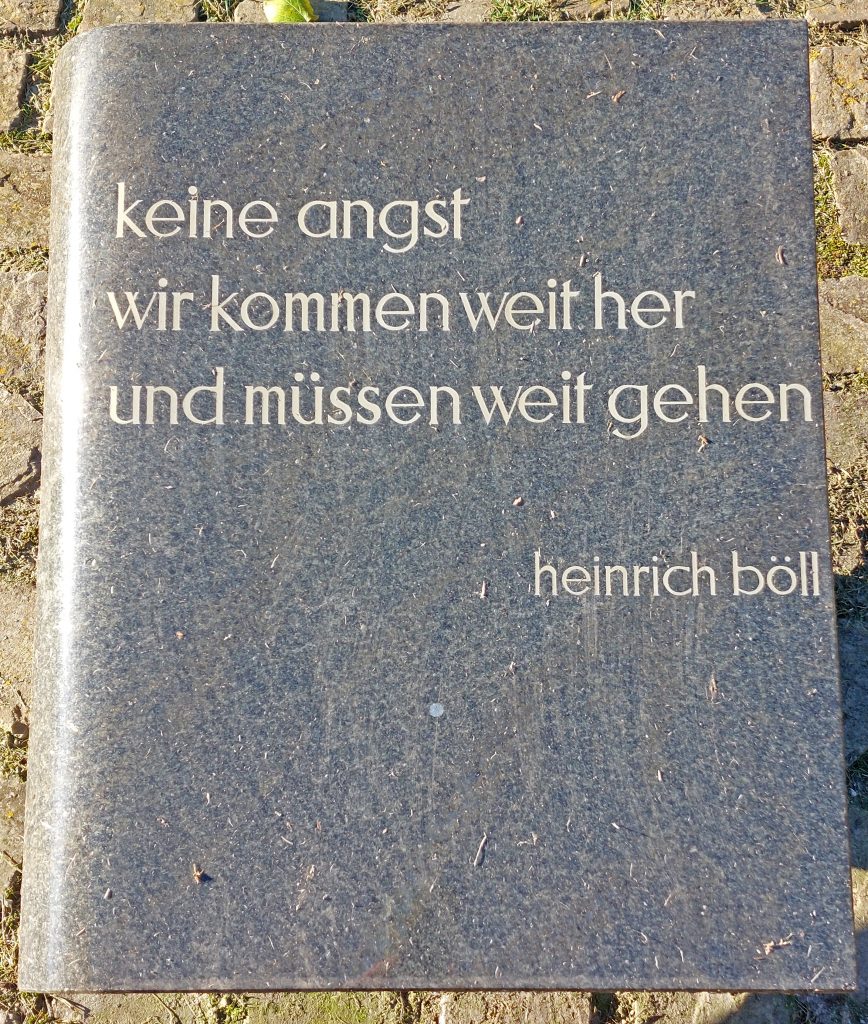 keine angst
wir kommen weit her
und müssen weit gehen
heinrich böll